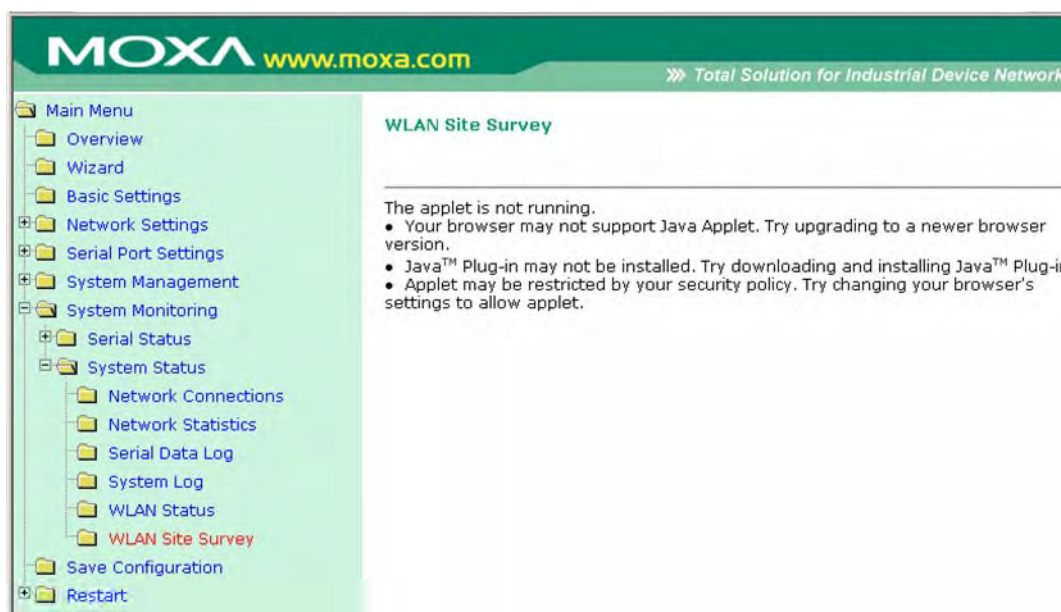 MOXA www.moxa.com
Total Solution for Industrial Device Network
Main Menu
Overview
Wizard
Basic Settings
Network Settings
Serial Port Settings
System Management
System Monitoring
Serial Status
System Status
Network Connections
Network Statistics
Serial Data Log
System Log
WLAN Status
WLAN Site Survey
Save Configuration
Restart
WLAN Site Survey
The applet is not running.
• Your browser may not support Java Applet. Try upgrading to a newer browser
version.
• Java™ Plug-in may not be installed. Try downloading and installing Java™ Plug-in
• Applet may be restricted by your security policy. Try changing your browser's
settings to allow applet.